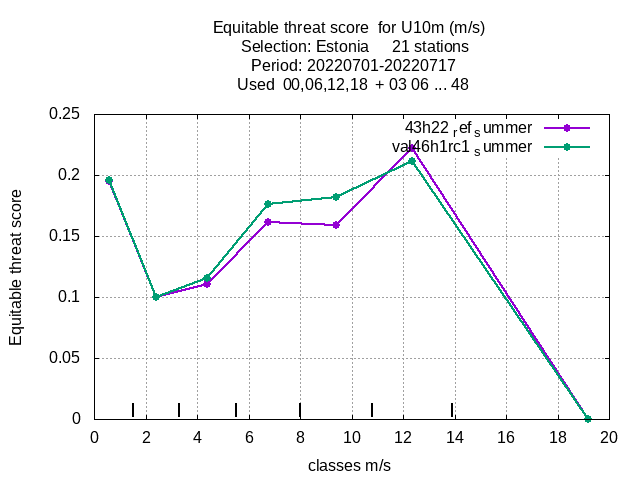 Equitable threat score for U10m (m/s)
Selection: Estonia 21 stations
Period: 20220701-20220717
Used 00,06,12,18 + 03 06 ... 48
43h22 ref summer
val46h1rc1 summer
Equitable threat score
0.25
0.2
0.15
0.1
0.05
0
0 2 4 6 8 10 12 14 16 18 20
classes m/s